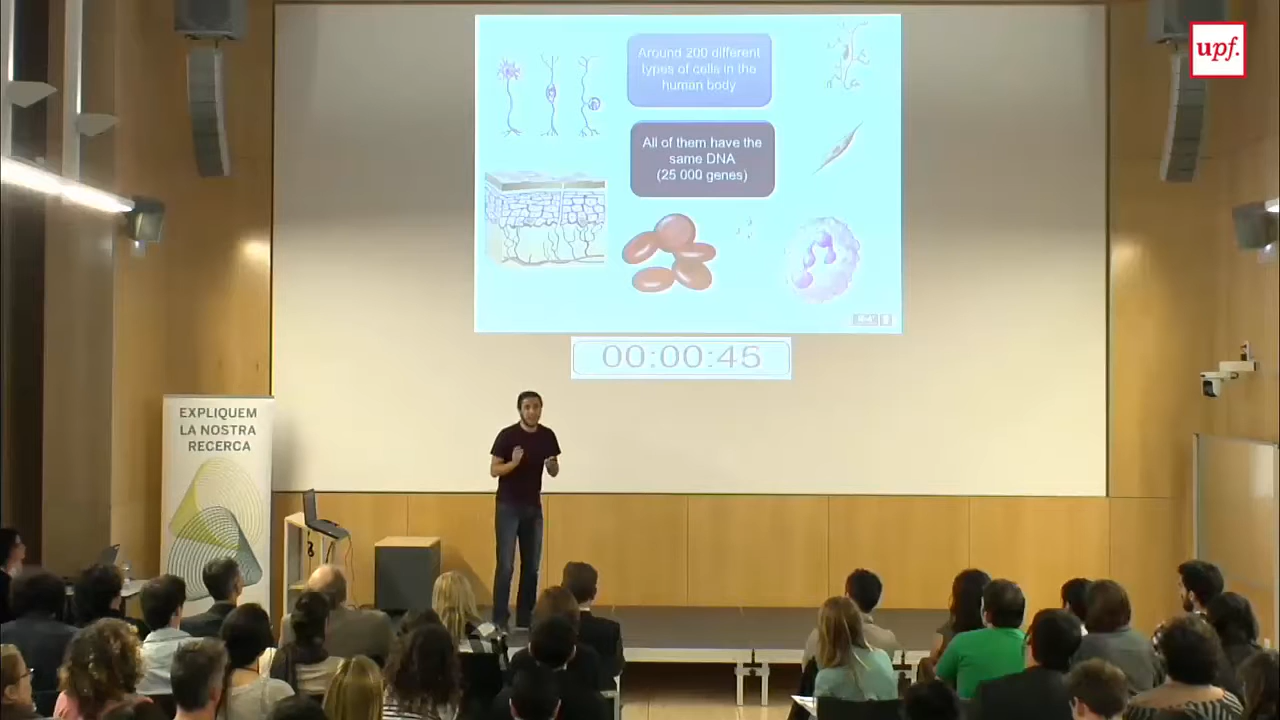 upf.
Around 200 different
types of cells in the
human body
All of them have the
same DNA
(25 000 genes)
00:00:45
EXPLIQUEM
LA NOSTRA
RECERCA